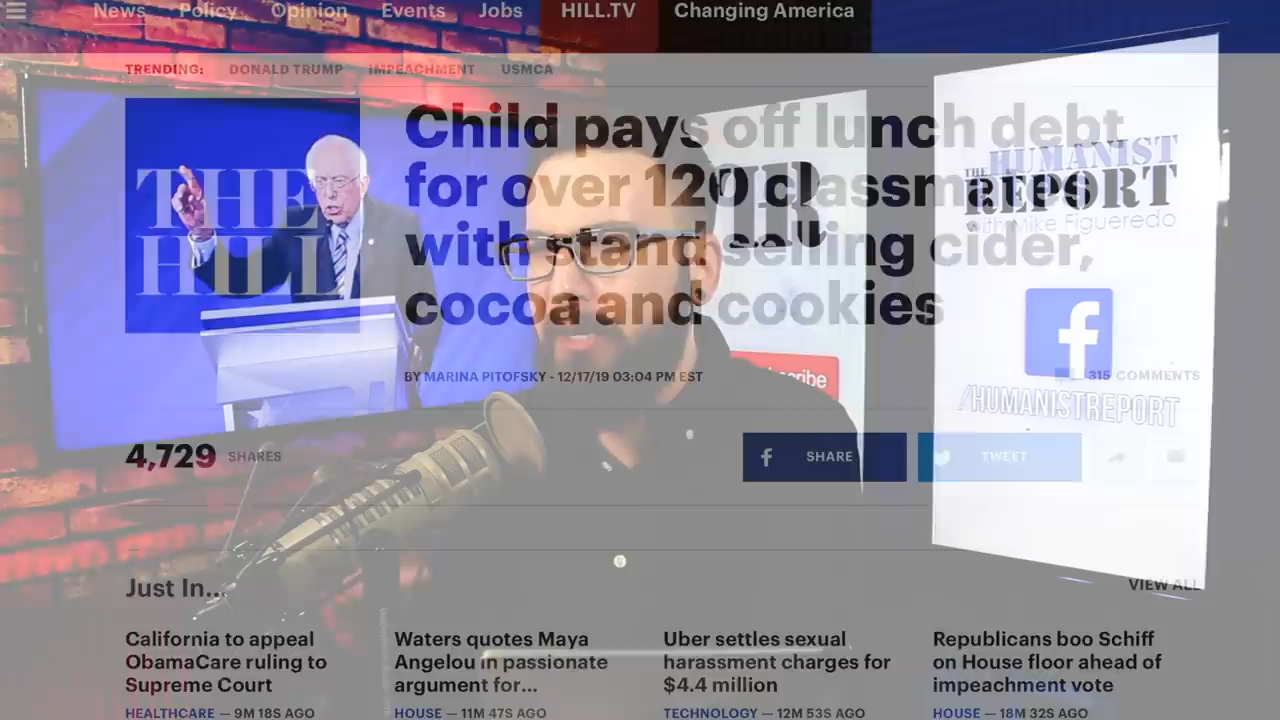 News Policy Opinion Events Jobs HILL.TV Changing America
TRENDING: DONALD TRUMP IMPEACHMENT USMCA
THE
HILL
Child pays off lunch debt
for over 120 classm
with stand selling cider,
cocoa and cookies
BY MARINA PITOFSKY - 12/17/19 03:04 PM EST
315 COMMENTS
4,729 SHARES
SHARE
TWEET
HR
THE HUMANIST
REPORT
with Mike Figueredo
/HUMANISTREPORT
Just In...
VIEW ALL
California to appeal
ObamaCare ruling to
Supreme Court
HEALTHCARE — 9M 18S AGO
Waters quotes Maya
Angelou in passionate
argument for...
HOUSE — 11M 47S AGO
Uber settles sexual
harassment charges for
$4.4 million
TECHNOLOGY — 12M 53S AGO
Republicans boo Schiff
on House floor ahead of
impeachment vote
HOUSE — 18M 32S AGO